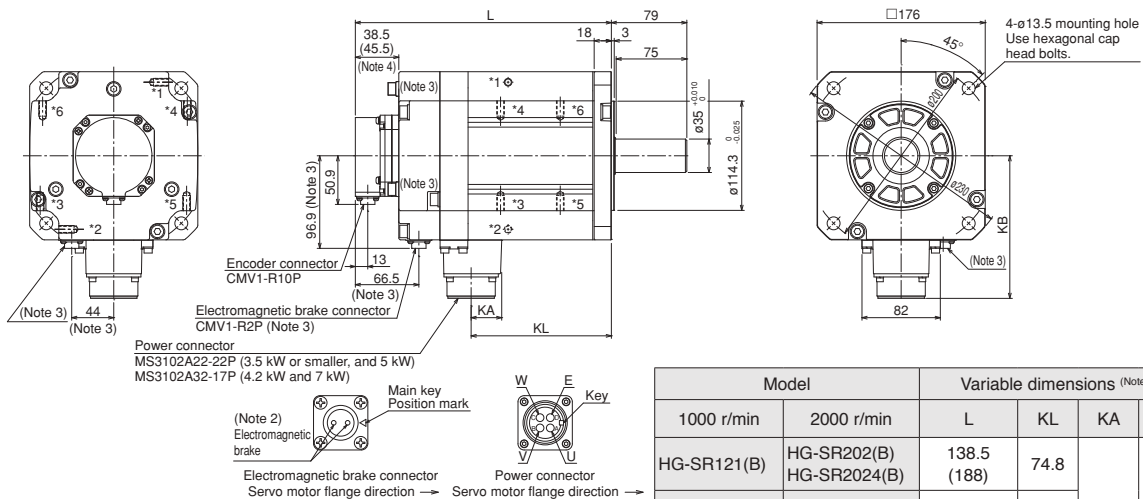 L
79
38.5
(45.5)
(Note 4)
18
3
75
□176
45°
4-ø13.5 mounting hole
Use hexagonal cap
head bolts.
*1
*4
*6
*3
*5
*2
(Note 3)
*1
*4
*6
(Note 3)
*3
*5
*2
50.9
96.9 (Note 3)
ø35 +0.010 0
ø114.3 0 -0.025
ø200
ø230
KB
(Note 3)
82
13
66.5
(Note 3)
KA
KL
(Note 3)
44
(Note 3)
Encoder connector
CMV1-R10P
Electromagnetic brake connector
CMV1-R2P (Note 3)
Power connector
MS3102A22-22P (3.5 kW or smaller, and 5 kW)
MS3102A32-17P (4.2 kW and 7 kW)
(Note 2)
Electromagnetic
brake
Main key
Position mark
Electromagnetic brake connector
Servo motor flange direction →
W
E
Key
V
U
Power connector
Servo motor flange direction →
Model
Variable dimensions (Note
1000 r/min
2000 r/min
L
KL
KA
HG-SR121(B)
HG-SR202(B)
HG-SR2024(B)
138.5
(188)
74.8